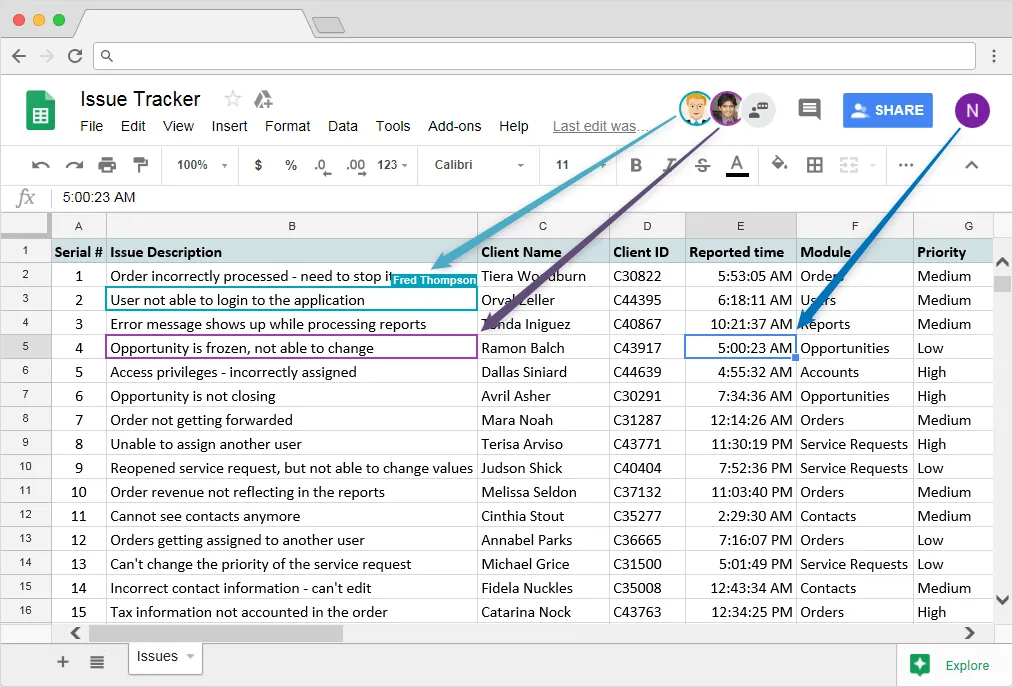 Issue Tracker
File Edit View Insert Format Data Tools Add-ons Help Last edit was...
SHARE
N
100% $ % .0 .00 123 Calibri 11 B I S A
fx 5:00:23 AM
A B C D E F G
1 Serial # Issue Description Client Name Client ID Reported time Module Priority
2 1 Order incorrectly processed - need to stop it Tiera Woodburn C30822 5:53:05 AM Orders Medium
Fred Thompson
3 2 User not able to login to the application Orval Zeller C44395 6:18:11 AM Users Medium
4 3 Error message shows up while processing reports Iniguez C40867 10:21:37 AM Reports Medium
5 4 Opportunity is frozen, not able to change Ramon Balch C43917 5:00:23 AM Opportunities Low
6 5 Access privileges - incorrectly assigned Dallas Siniard C44639 4:55:32 AM Accounts High
7 6 Opportunity is not closing Avril Asher C30291 7:34:36 AM Opportunities High
8 7 Order not getting forwarded Mara Noah C31287 12:14:26 AM Orders Medium
9 8 Unable to assign another user Terisa Arviso C43771 11:30:19 PM Service Requests High
10 9 Reopened service request, but not able to change values Judson Shick C40404 7:52:36 PM Service Requests Low
11 10 Order revenue not reflecting in the reports Melissa Seldon C37132 11:03:40 PM Orders Medium
12 11 Cannot see contacts anymore Cinthia Stout C35277 2:29:30 AM Contacts Medium
13 12 Orders getting assigned to another user Annabel Parks C36665 7:16:07 PM Orders Low
14 13 Can't change the priority of the service request Michael Grice C31500 5:01:49 PM Service Requests Low
15 14 Incorrect contact information - can't edit Fidela Nuckles C35008 12:43:34 AM Contacts Medium
16 15 Tax information not accounted in the order Catarina Nock C43763 12:34:25 PM Orders High
Issues
Explore